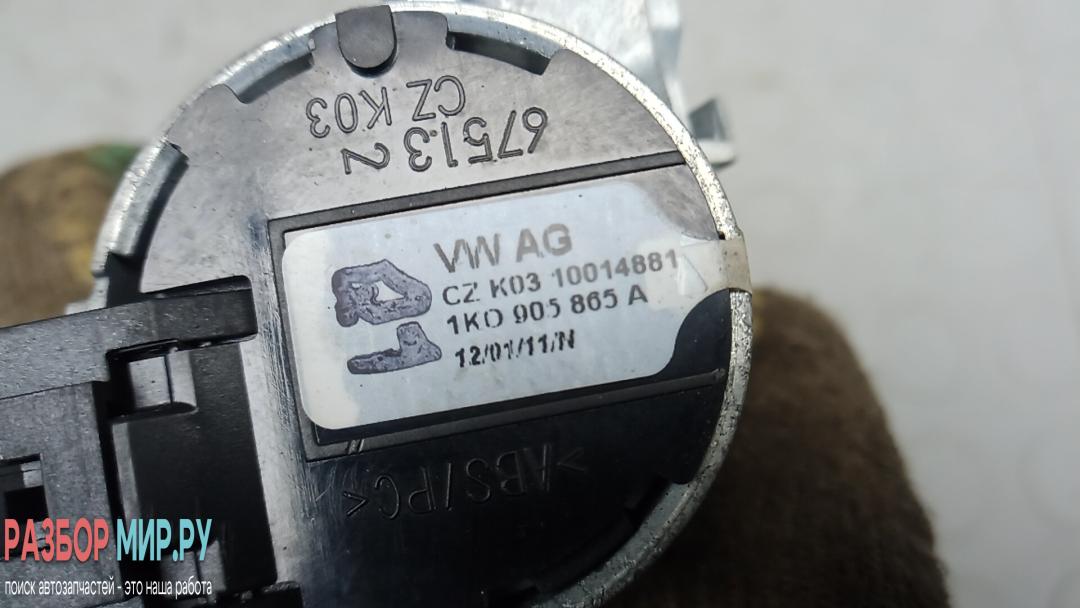 67513 2
CZ K03
VW AG
CZ K03 10014881
1K0 905 865 A
12/01/11/N
>ABS/PC<
РАЗБОР МИР.РУ
поиск автозапчастей - это наша работа